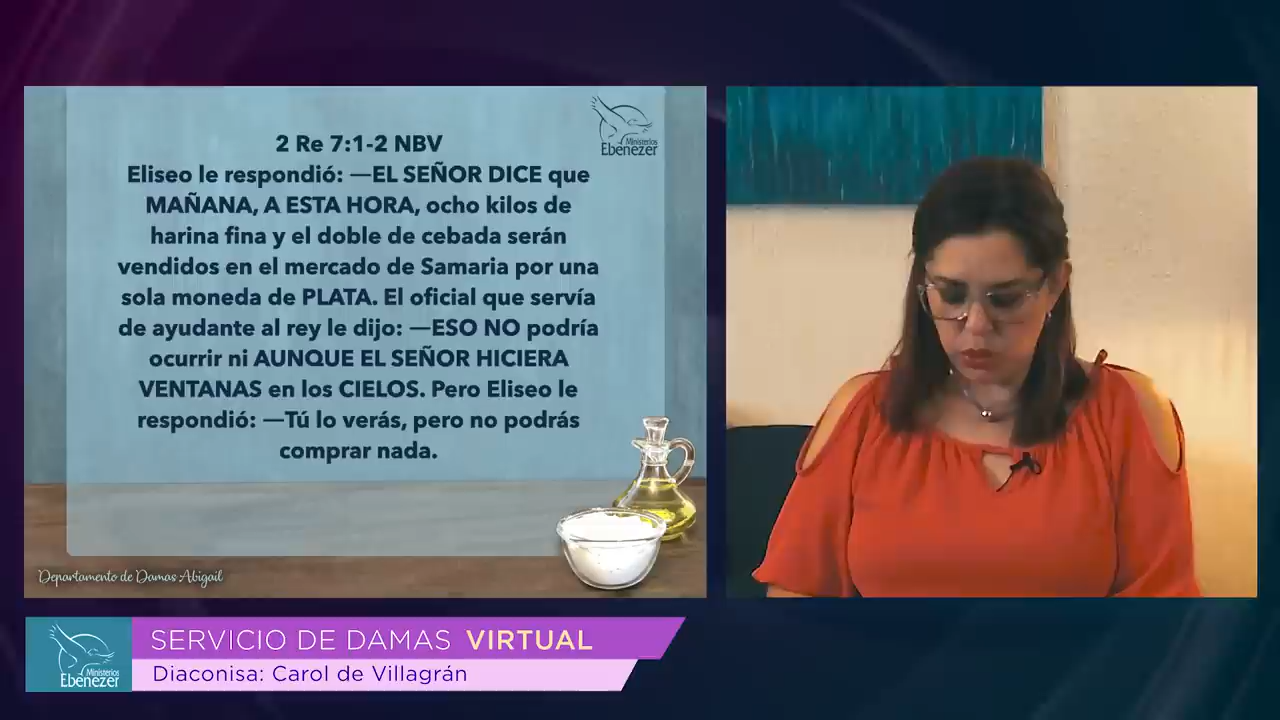 2 Re 7:1-2 NBV
Eliseo le respondió: —EL SEÑOR DICE que
MAÑANA, A ESTA HORA, ocho kilos de
harina fina y el doble de cebada serán
vendidos en el mercado de Samaria por una
sola moneda de PLATA. El oficial que servía
de ayudante al rey le dijo: —ESO NO podría
ocurrir ni AUNQUE EL SEÑOR HICIERA
VENTANAS en los CIELOS. Pero Eliseo le
respondió: —Tú lo verás, pero no podrás
comprar nada.
Ministerios
Ebenezer
Departamento de Damas Abigail
Ministerios
Ebenezer
SERVICIO DE DAMAS VIRTUAL
Diaconisa: Carol de Villagrán